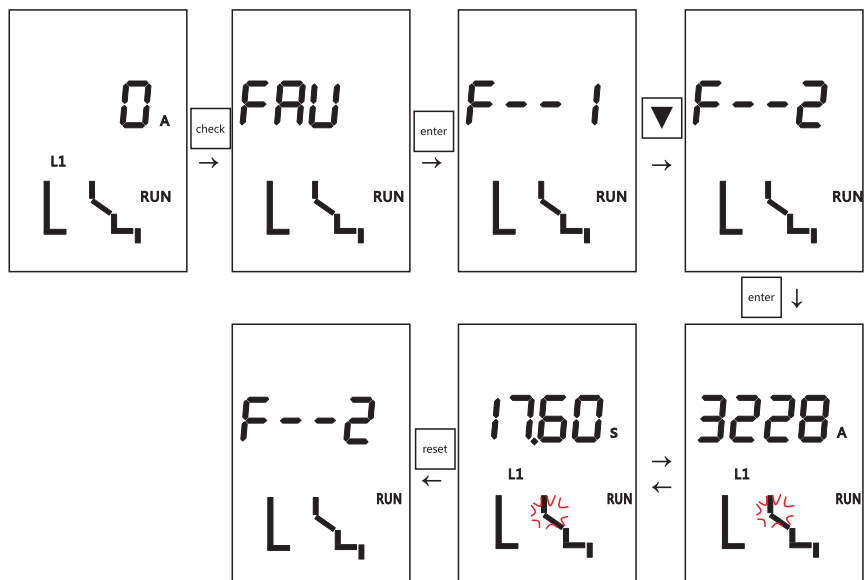 0 A
L1
RUN
check
→
FAU
RUN
enter
→
F--1
RUN
▼
→
F--2
RUN
enter ↓
3228 A
L1
RUN
→
←
17.60 S
L1
RUN
reset
←
F--2
RUN